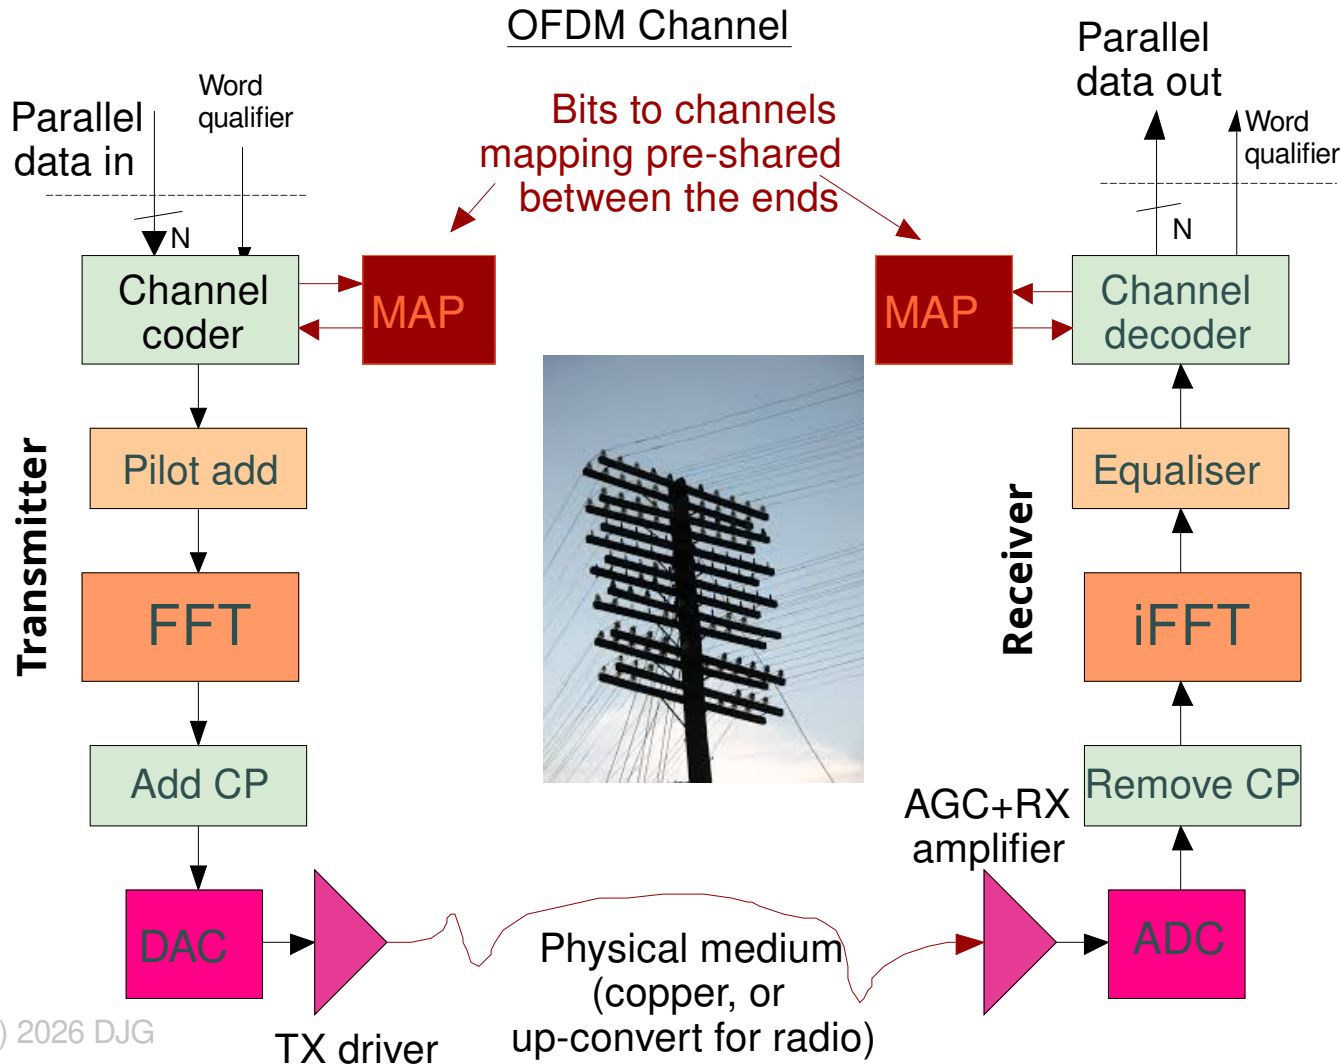 OFDM Channel
Parallel
data in
Word
qualifier
N
Bits to channels
mapping pre-shared
between the ends
Parallel
data out
Word
qualifier
N
Channel
coder
MAP
MAP
Channel
decoder
Transmitter
Pilot add
FFT
Add CP
DAC
TX driver
Physical medium
(copper, or
up-convert for radio)
AGC+RX
amplifier
ADC
Remove CP
iFFT
Equaliser
Receiver
) 2026 DJG